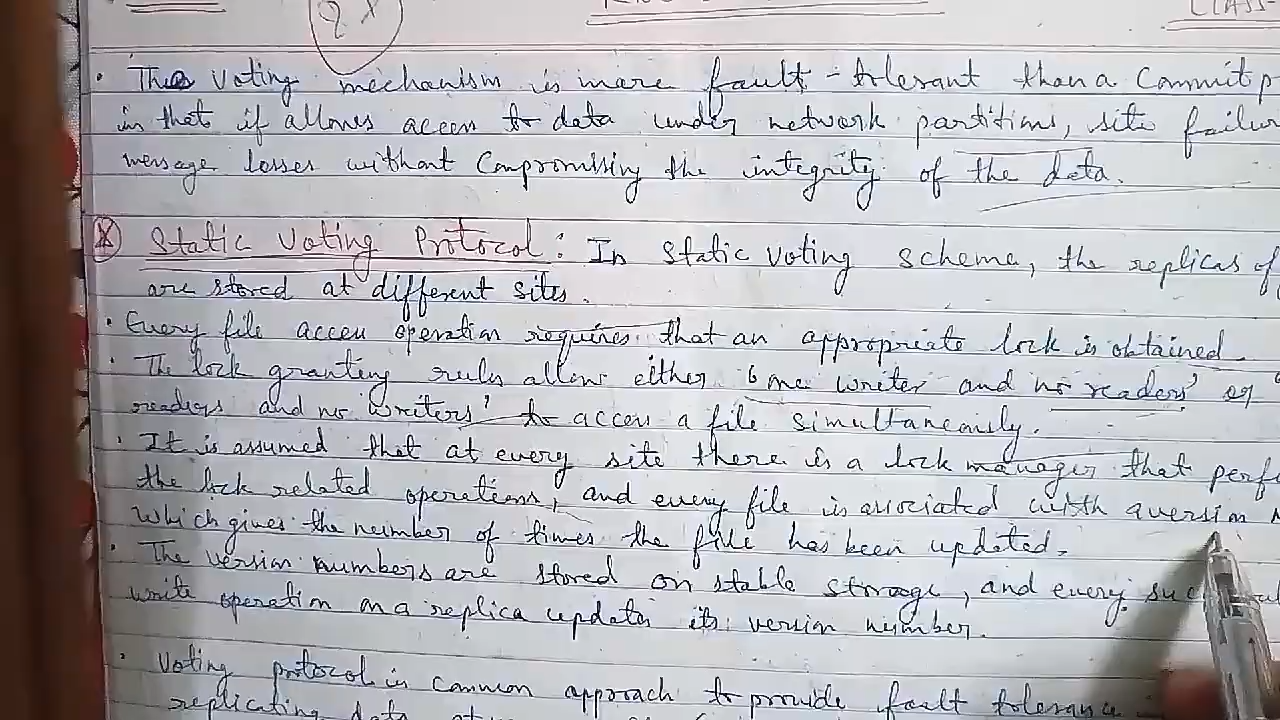 CLASS-
• The Voting mechanism is more fault-tolerant than a Commit p
in that if allows access to data under network partitions, site failur
message losses without Compromising the integrity of the data.
Static Voting Protocol: In static voting scheme, the replicas of
are stored at different sites.
• Every file access operation requires that an appropriate lock is obtained.
• The lock granting rules allow either 'one writer and no readers' or "
readers and no writers' to access a file simultaneously.
• It is assumed that at every site there is a lock manager that perf
the lock related operations, and every file is associated with a version n
which gives the number of times the file has been updated.
• The version numbers are stored on stable storage, and every suc
write operation on a replica updates its version number.
• Voting protocol is common approach to provide fault tolerance
replicating data at